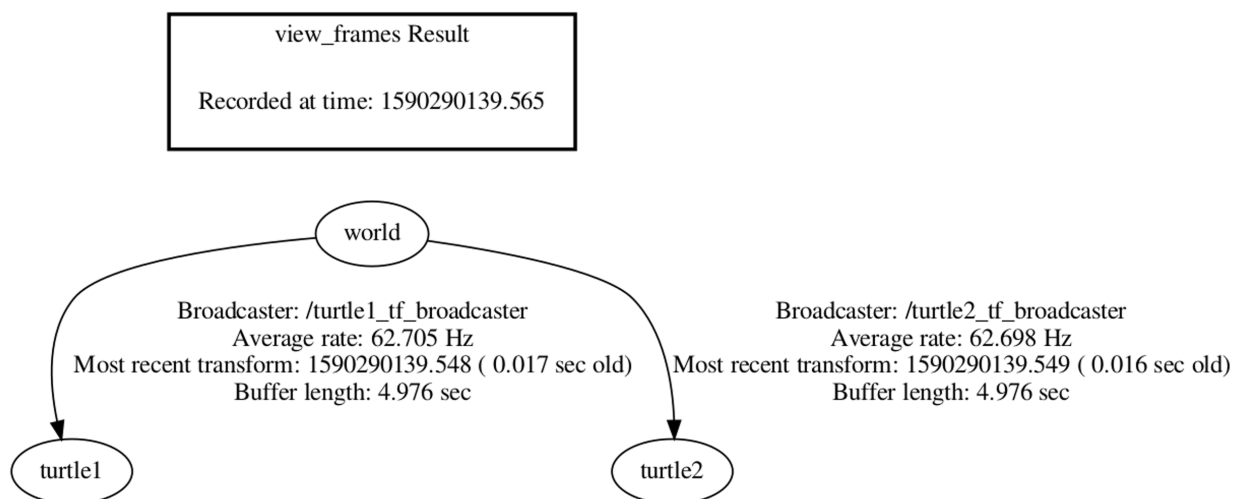 view_frames Result
Recorded at time: 1590290139.565
world
Broadcaster: /turtle1_tf_broadcaster
Average rate: 62.705 Hz
Most recent transform: 1590290139.548 ( 0.017 sec old)
Buffer length: 4.976 sec
Broadcaster: /turtle2_tf_broadcaster
Average rate: 62.698 Hz
Most recent transform: 1590290139.549 ( 0.016 sec old)
Buffer length: 4.976 sec
turtle1
turtle2